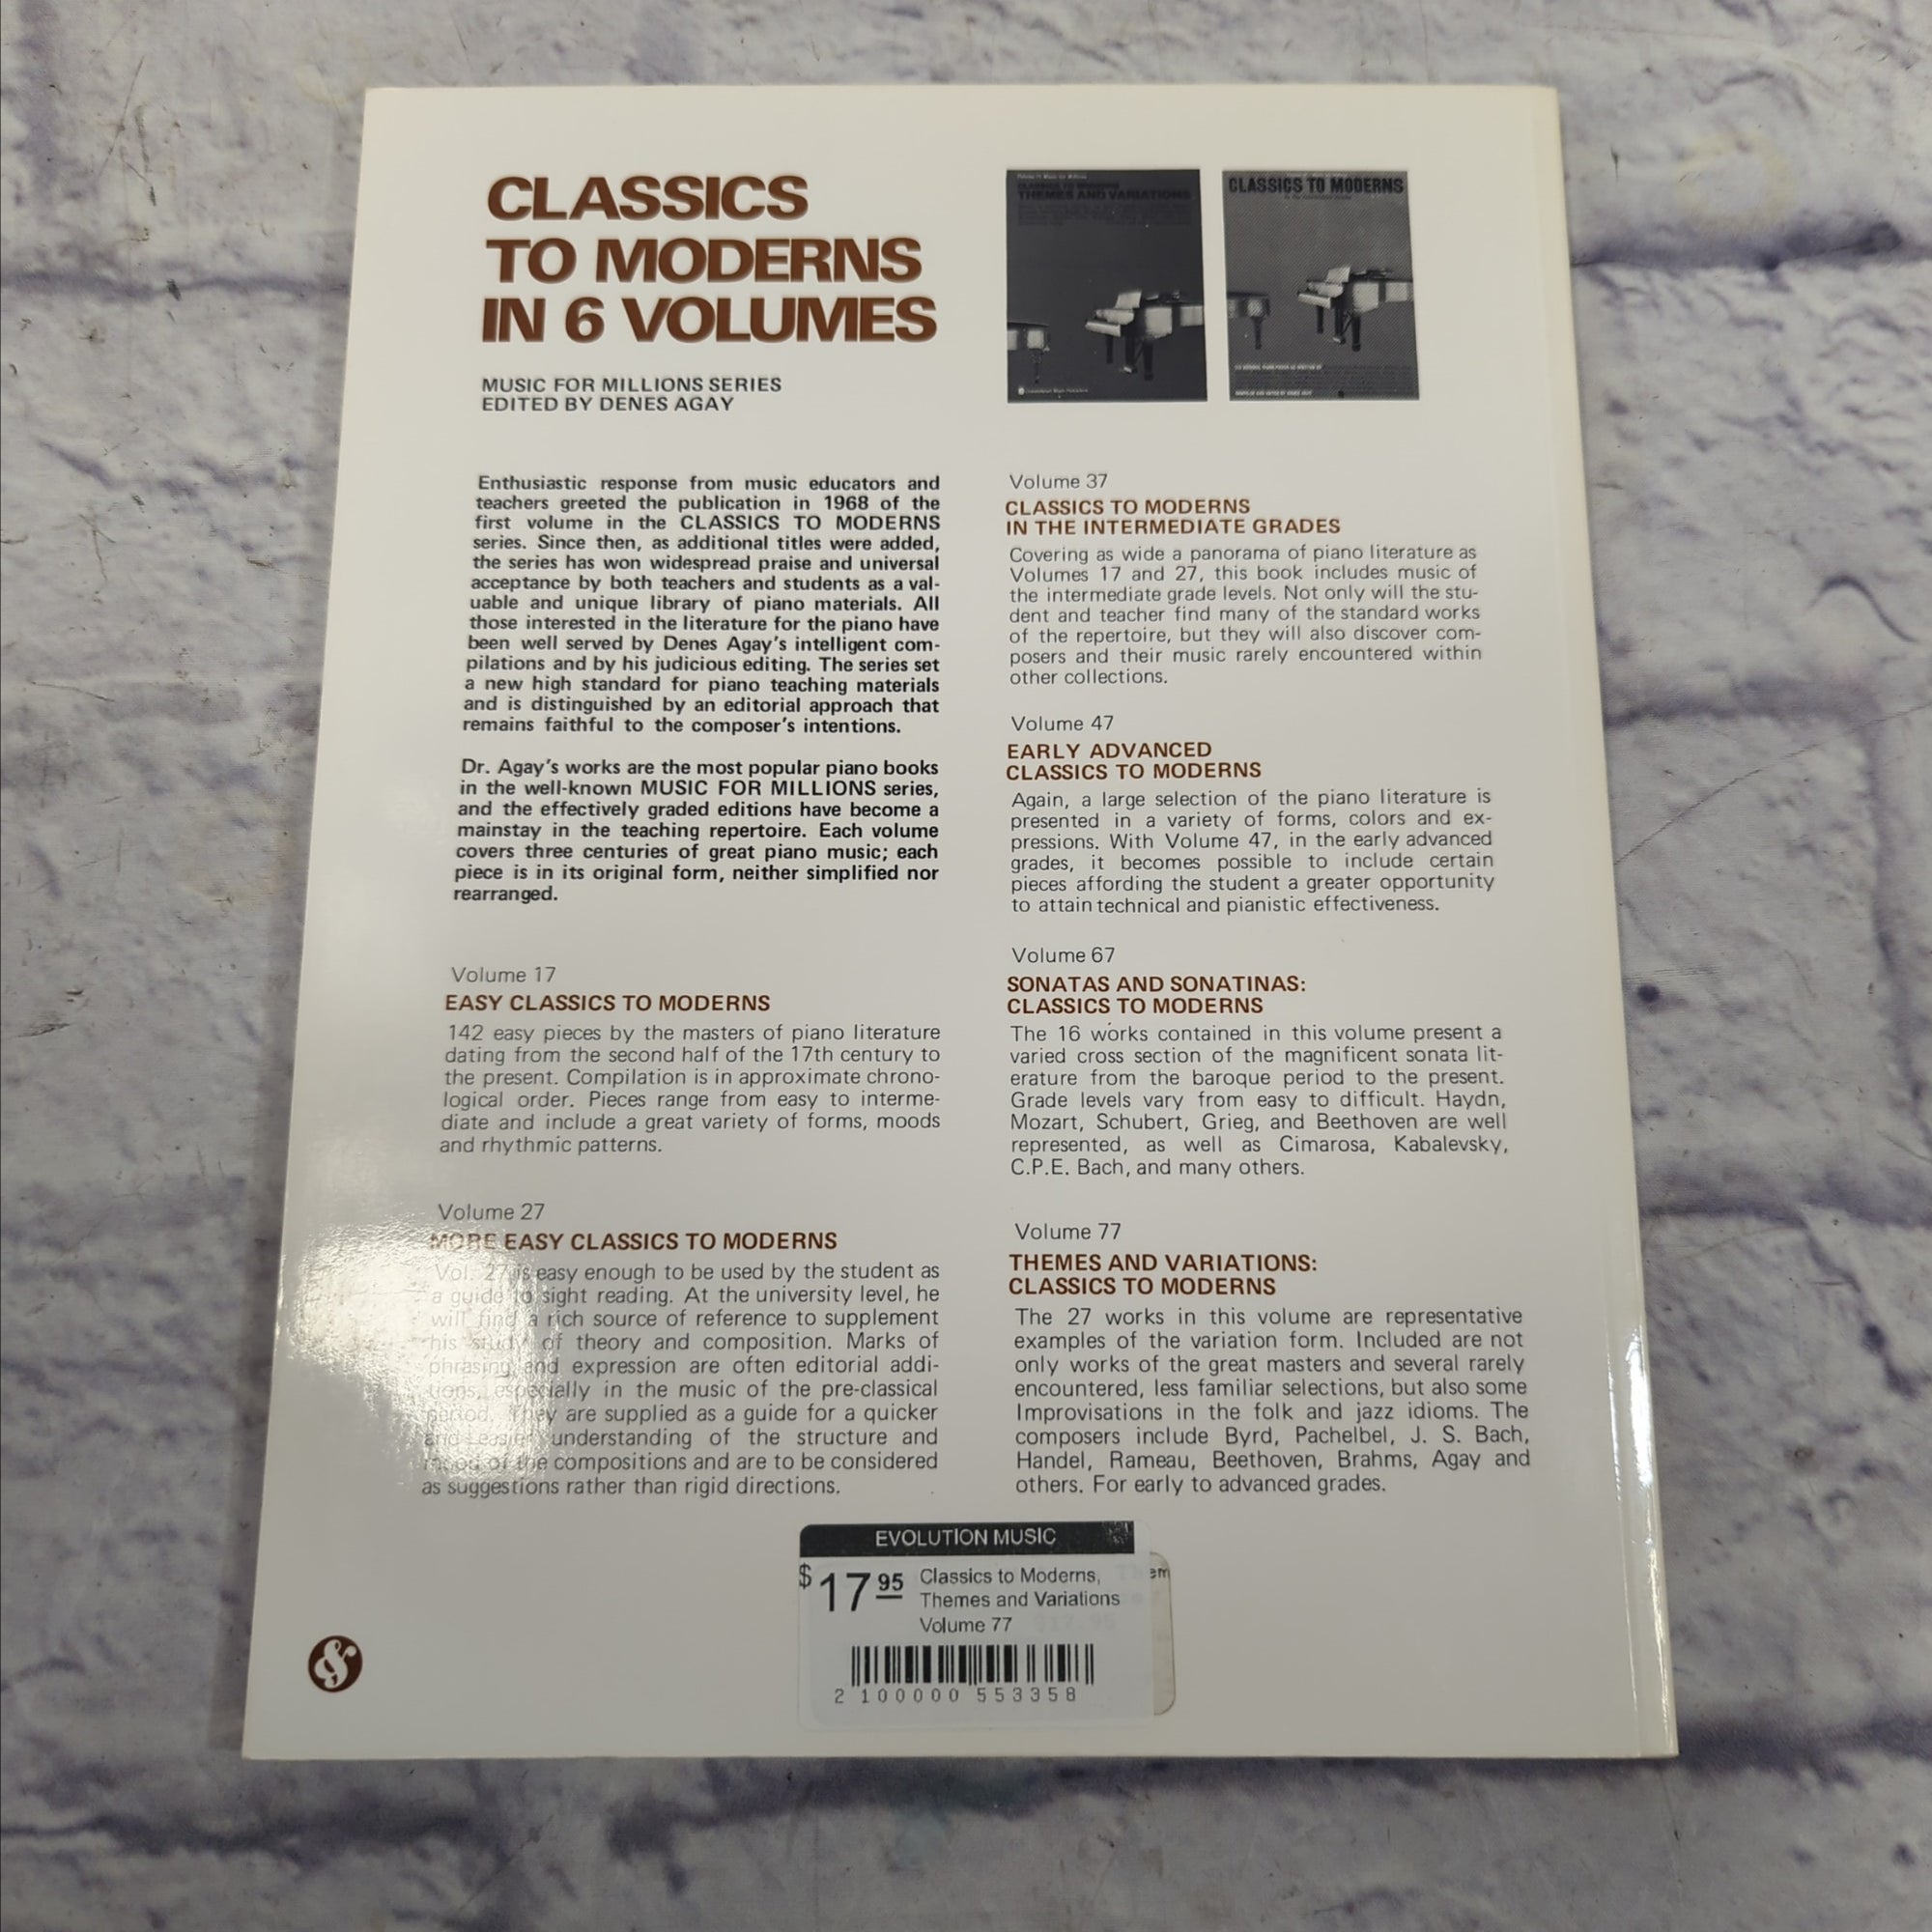 CLASSICS
TO MODERNS
IN 6 VOLUMES
MUSIC FOR MILLIONS SERIES
EDITED BY DENES AGAY
THEMES AND VARIATIONS
CLASSICS TO MODERNS
Enthusiastic response from music educators and
teachers greeted the publication in 1968 of the
first volume in the CLASSICS TO MODERNS
series. Since then, as additional titles were added,
the series has won widespread praise and universal
acceptance by both teachers and students as a val-
uable and unique library of piano materials. All
those interested in the literature for the piano have
been well served by Denes Agay's intelligent com-
pilations and by his judicious editing. The series set
a new high standard for piano teaching materials
and is distinguished by an editorial approach that
remains faithful to the composer's intentions.
Dr. Agay's works are the most popular piano books
in the well-known MUSIC FOR MILLIONS series,
and the effectively graded editions have become a
mainstay in the teaching repertoire. Each volume
covers three centuries of great piano music; each
piece is in its original form, neither simplified nor
rearranged.
Volume 17
EASY CLASSICS TO MODERNS
142 easy pieces by the masters of piano literature
dating from the second half of the 17th century to
the present. Compilation is in approximate chrono-
logical order. Pieces range from easy to interme-
diate and include a great variety of forms, moods
and rhythmic patterns.
Volume 27
MORE EASY CLASSICS TO MODERNS
Vol. 27 is easy enough to be used by the student as
a guide to sight reading. At the university level, he
will find a rich source of reference to supplement
his study of theory and composition. Marks of
phrasing and expression are often editorial addi-
tions, especially in the music of the pre-classical
period. They are supplied as a guide for a quicker
and easier understanding of the structure and
mood of the compositions and are to be considered
as suggestions rather than rigid directions.
Volume 37
CLASSICS TO MODERNS
IN THE INTERMEDIATE GRADES
Covering as wide a panorama of piano literature as
Volumes 17 and 27, this book includes music of
the intermediate grade levels. Not only will the stu-
dent and teacher find many of the standard works
of the repertoire, but they will also discover com-
posers and their music rarely encountered within
other collections.
Volume 47
EARLY ADVANCED
CLASSICS TO MODERNS
Again, a large selection of the piano literature is
presented in a variety of forms, colors and ex-
pressions. With Volume 47, in the early advanced
grades, it becomes possible to include certain
pieces affording the student a greater opportunity
to attain technical and pianistic effectiveness.
Volume 67
SONATAS AND SONATINAS:
CLASSICS TO MODERNS
The 16 works contained in this volume present a
varied cross section of the magnificent sonata lit-
erature from the baroque period to the present.
Grade levels vary from easy to difficult. Haydn,
Mozart, Schubert, Grieg, and Beethoven are well
represented, as well as Cimarosa, Kabalevsky,
C.P.E. Bach, and many others.
Volume 77
THEMES AND VARIATIONS:
CLASSICS TO MODERNS
The 27 works in this volume are representative
examples of the variation form. Included are not
only works of the great masters and several rarely
encountered, less familiar selections, but also some
Improvisations in the folk and jazz idioms. The
composers include Byrd, Pachelbel, J. S. Bach,
Handel, Rameau, Beethoven, Brahms, Agay and
others. For early to advanced grades.
EVOLUTION MUSIC
$17 95
Classics to Moderns,
Themes and Variations
Volume 77
2 100000 553358